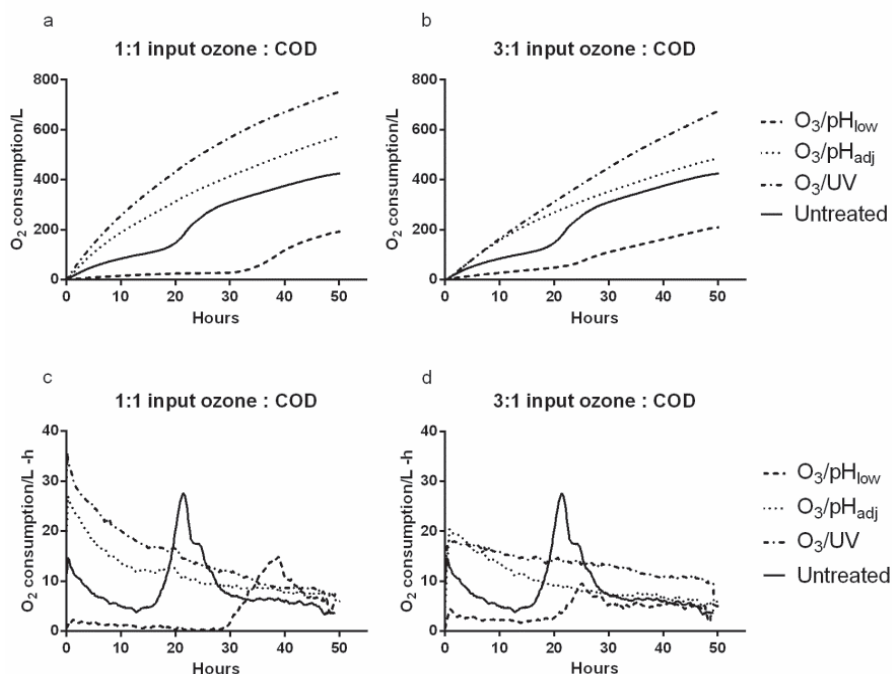 a
1:1 input ozone : COD
O₂ consumption/L
800
600
400
200
0
0 10 20 30 40 50
Hours
b
3:1 input ozone : COD
O₂ consumption/L
800
600
400
200
0
0 10 20 30 40 50
Hours
O₃/pHlow
O₃/pHadj
O₃/UV
Untreated
c
1:1 input ozone : COD
O₂ consumption/L -h
40
30
20
10
0
0 10 20 30 40 50
Hours
d
3:1 input ozone : COD
O₂ consumption/L -h
40
30
20
10
0
0 10 20 30 40 50
Hours
O₃/pHlow
O₃/pHadj
O₃/UV
Untreated